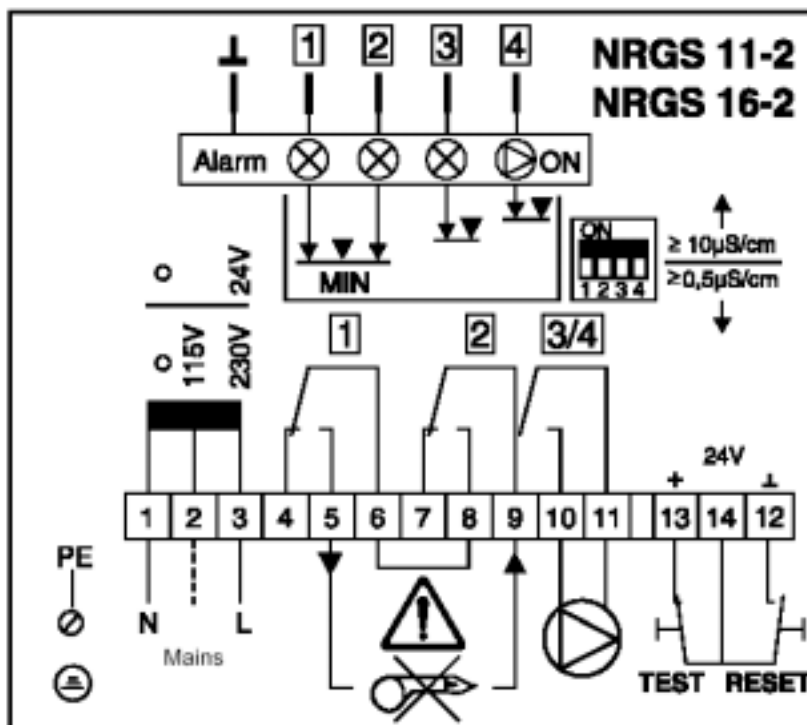 1 2 3 4
NRGS 11-2
NRGS 16-2
Alarm ON
MIN
ON
1 2 3 4
≥ 10µS/cm
≥0,5µS/cm
24V
115V
230V
1 2 3/4
24V
+ ⊥
1 2 3 4 5 6 7 8 9 10 11 13 14 12
PE
N L
Mains
TEST RESET